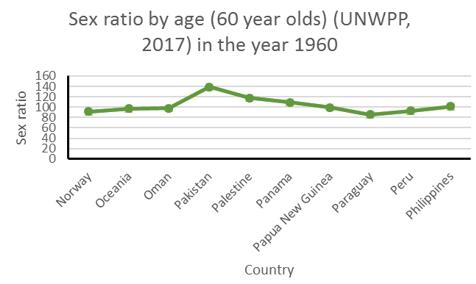 Sex ratio by age (60 year olds) (UNWPP,
2017) in the year 1960
160
140
120
100
80
60
40
20
0
Sex ratio
Norway
Oceania
Oman
Pakistan
Palestine
Panama
Papua New Guinea
Paraguay
Peru
Philippines
Country